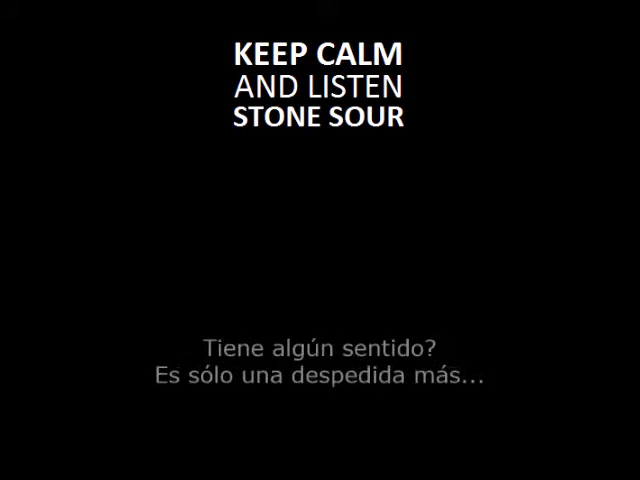 KEEP CALM
AND LISTEN
STONE SOUR
Tiene algún sentido?
Es sólo una despedida más...